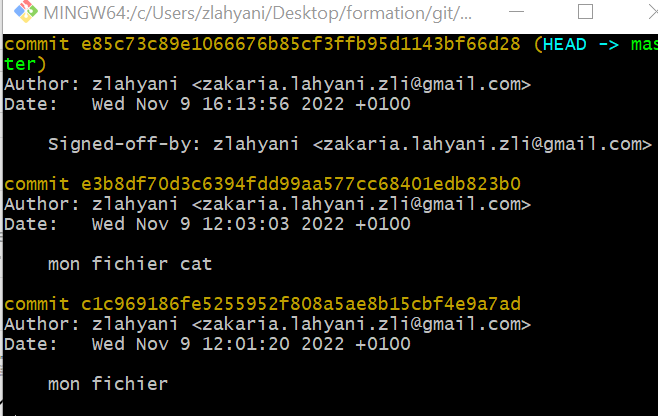 MINGW64:/c/Users/zlahyani/Desktop/formation/git/...
commit e85c73c89e1066676b85cf3ffb95d1143bf66d28 (HEAD -> mas
ter)
Author: zlahyani <zakaria.lahyani.zli@gmail.com>
Date:   Wed Nov 9 16:13:56 2022 +0100
    Signed-off-by: zlahyani <zakaria.lahyani.zli@gmail.com>
commit e3b8df70d3c6394fdd99aa577cc68401edb823b0
Author: zlahyani <zakaria.lahyani.zli@gmail.com>
Date:   Wed Nov 9 12:03:03 2022 +0100
    mon fichier cat
commit c1c969186fe5255952f808a5ae8b15cbf4e9a7ad
Author: zlahyani <zakaria.lahyani.zli@gmail.com>
Date:   Wed Nov 9 12:01:20 2022 +0100
    mon fichier